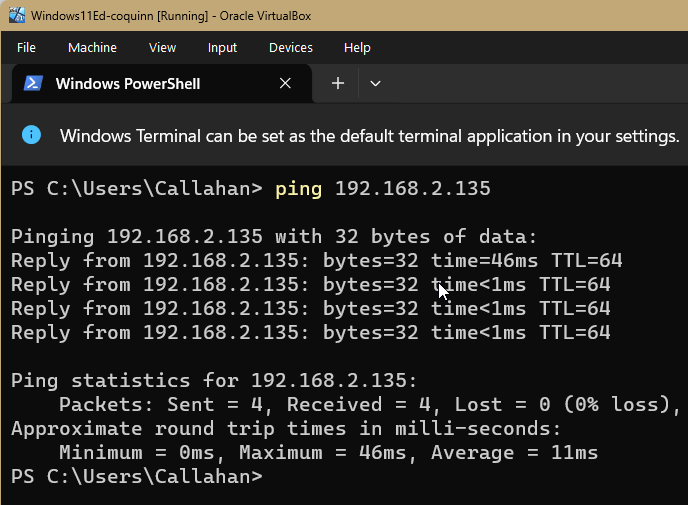 Windows11Ed-coquinn [Running] - Oracle VirtualBox
File Machine View Input Devices Help
Windows PowerShell
Windows Terminal can be set as the default terminal application in your settings.
PS C:\Users\Callahan> ping 192.168.2.135
Pinging 192.168.2.135 with 32 bytes of data:
Reply from 192.168.2.135: bytes=32 time=46ms TTL=64
Reply from 192.168.2.135: bytes=32 time<1ms TTL=64
Reply from 192.168.2.135: bytes=32 time<1ms TTL=64
Reply from 192.168.2.135: bytes=32 time<1ms TTL=64
Ping statistics for 192.168.2.135:
    Packets: Sent = 4, Received = 4, Lost = 0 (0% loss),
Approximate round trip times in milli-seconds:
    Minimum = 0ms, Maximum = 46ms, Average = 11ms
PS C:\Users\Callahan>